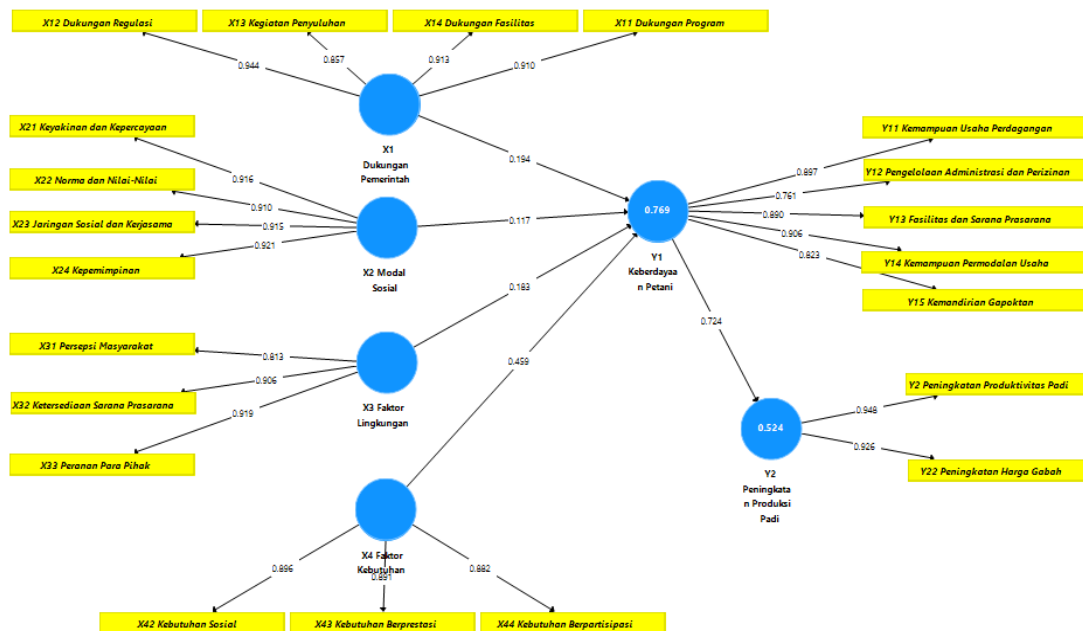 X12 Dukungan Regulasi
X13 Kegiatan Penyuluhan
X14 Dukungan Fasilitas
X11 Dukungan Program
0.944
0.857
0.913
0.910
X1
Dukungan
Pemerintah
X21 Keyakinan dan Kepercayaan
X22 Norma dan Nilai-Nilai
X23 Jaringan Sosial dan Kerjasama
X24 Kepemimpinan
0.916
0.910
0.915
0.921
X2 Modal
Sosial
X31 Persepsi Masyarakat
X32 Ketersediaan Sarana Prasarana
X33 Peranan Para Pihak
0.813
0.906
0.919
X3 Faktor
Lingkungan
X4 Faktor
Kebutuhan
0.896
0.891
0.882
X42 Kebutuhan Sosial
X43 Kebutuhan Berprestasi
X44 Kebutuhan Berpartisipasi
0.194
0.117
0.183
0.459
0.769
Y1
Keberdayaa
n Petani
0.897
0.761
0.890
0.906
0.823
Y11 Kemampuan Usaha Perdagangan
Y12 Pengelolaan Administrasi dan Perizinan
Y13 Fasilitas dan Sarana Prasarana
Y14 Kemampuan Permodalan Usaha
Y15 Kemandirian Gapoktan
0.724
0.524
Y2
Peningkata
n Produksi
Padi
0.948
0.926
Y2 Peningkatan Produktivitas Padi
Y22 Peningkatan Harga Gabah